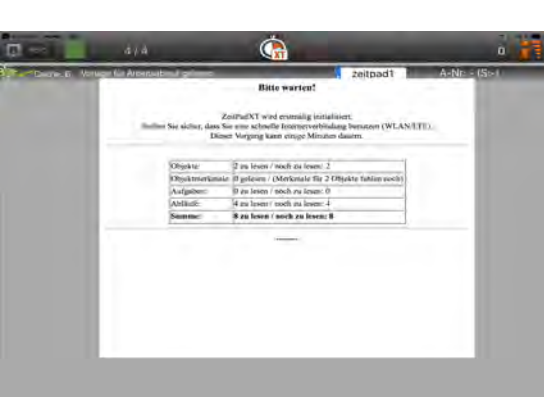 4/4
XT
0
zeitpad1
A-Nr: - (S>-)
Bitte warten!
ZeitPadXT wird erstmalig initialisiert.
Stellen Sie sicher, dass Sie eine schnelle Internetverbindung benutzen (WLAN/LTE).
Dieser Vorgang kann einige Minuten dauern.
Objekte: 2 zu lesen / noch zu lesen: 2
Objektmerkmale: 0 gelesen / (Merkmale für 2 Objekte fehlen noch)
Aufgaben: 0 zu lesen / noch zu lesen: 0
Abläufe: 4 zu lesen / noch zu lesen: 4
Summe: 8 zu lesen / noch zu lesen: 8